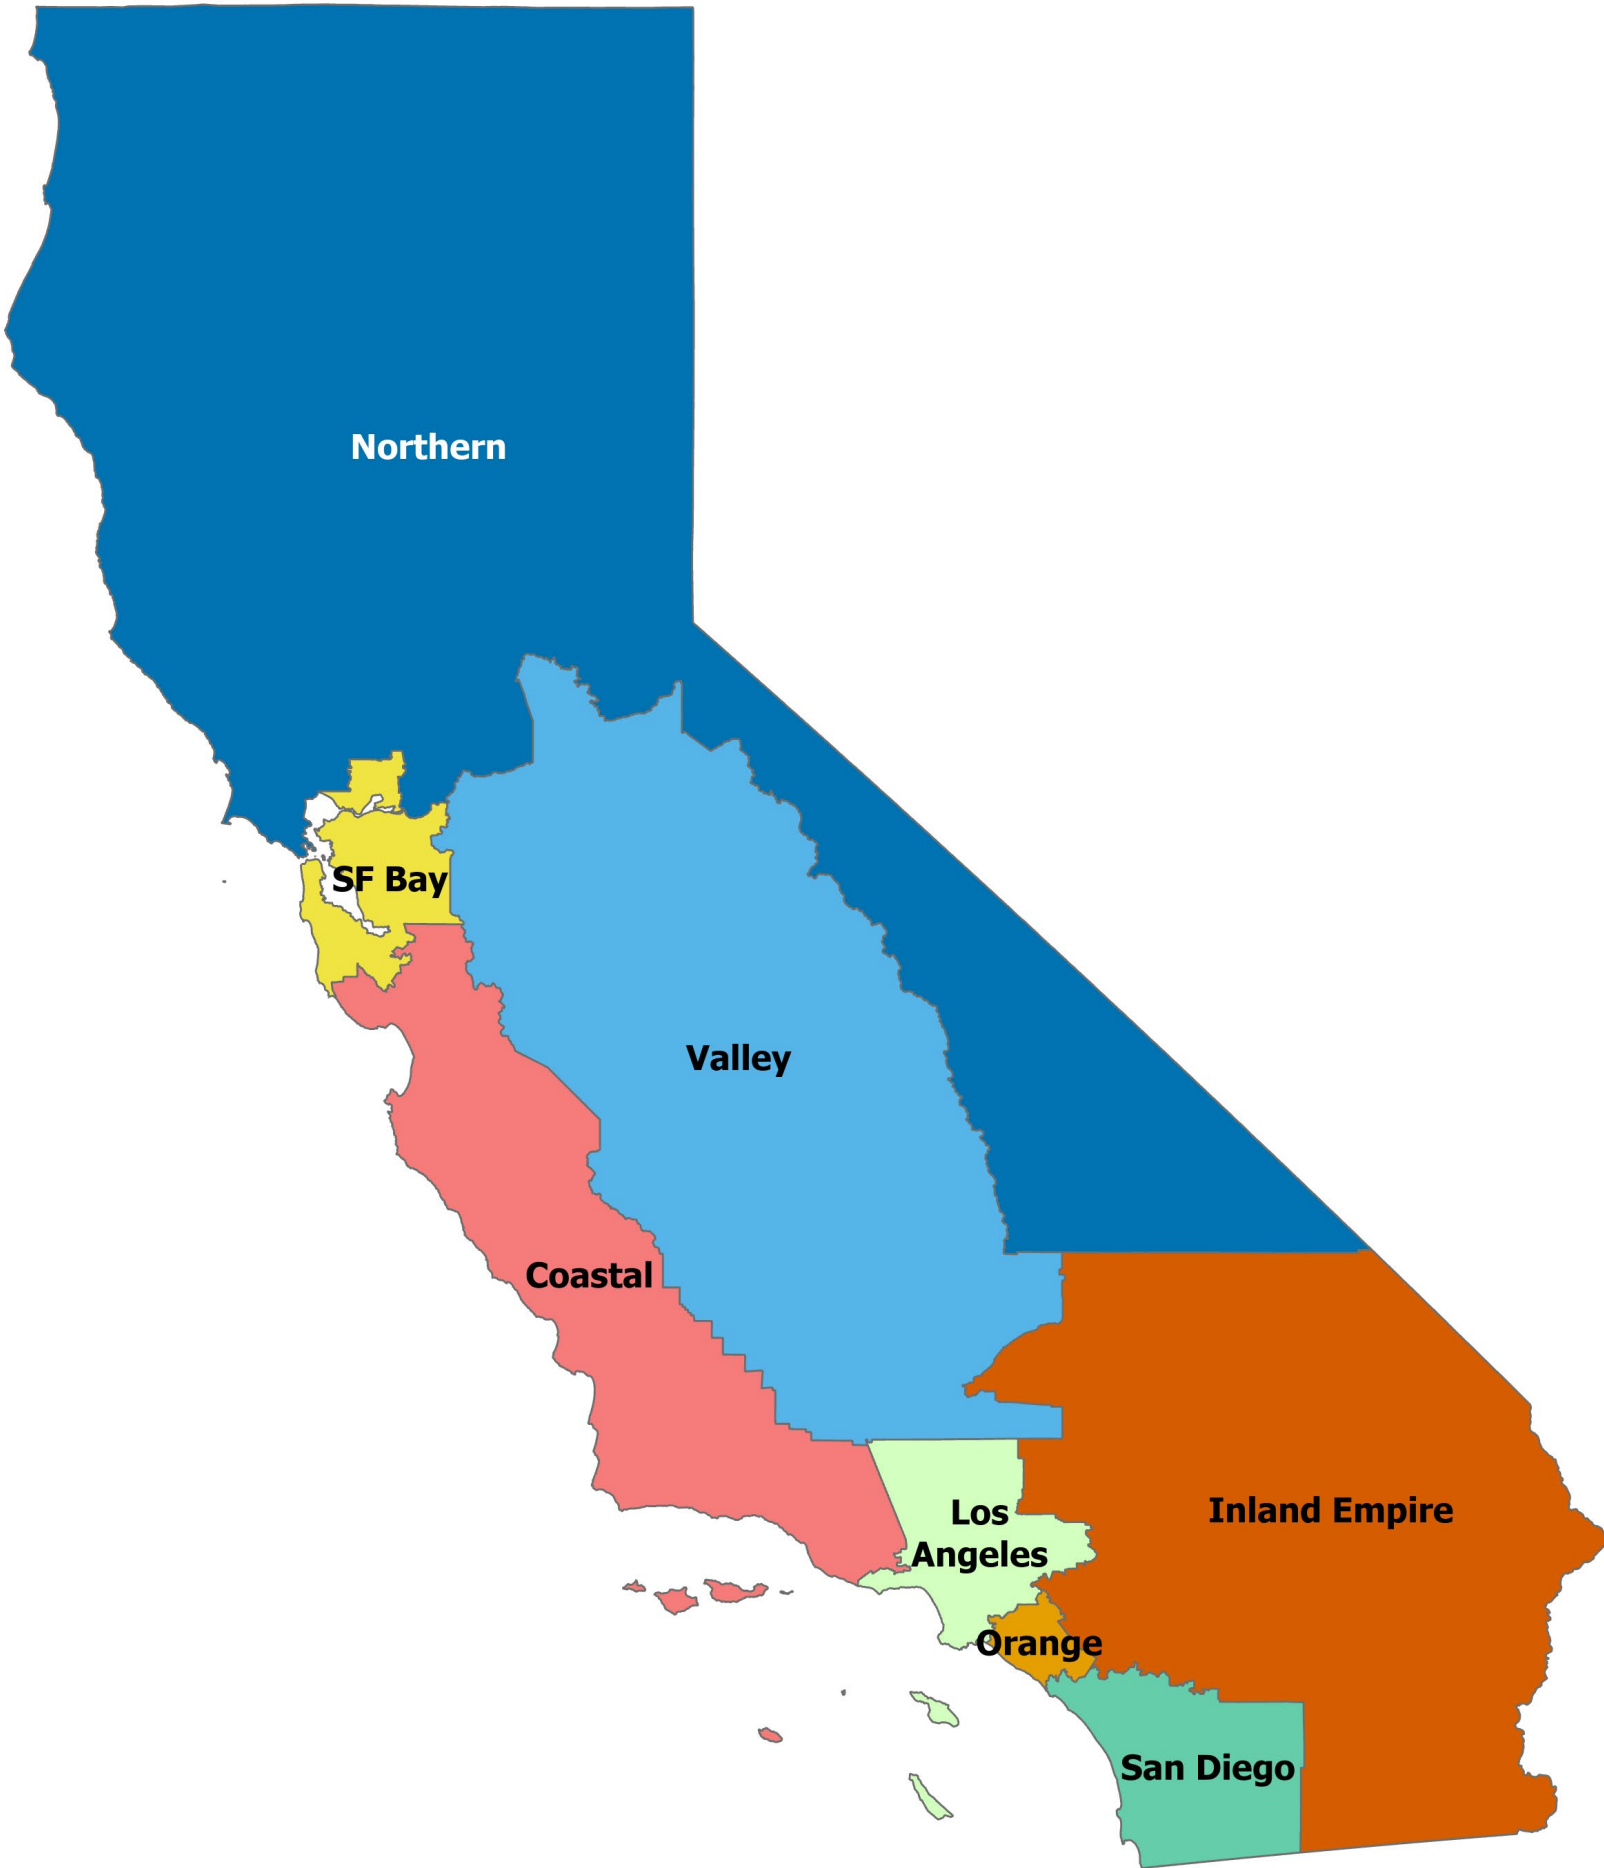 Northern
SF Bay
Valley
Coastal
Los
Angeles
Inland Empire
Orange
San Diego